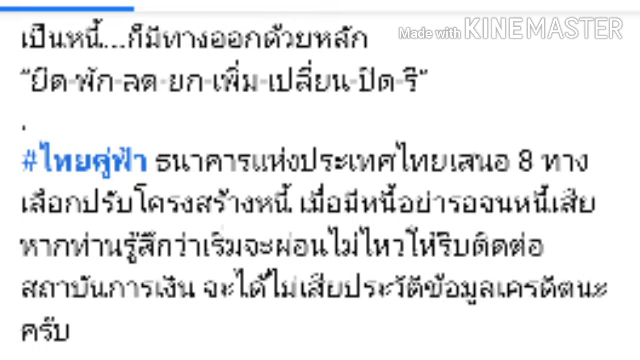 Made with KINEMASTER
เป็นหนี้...ก็มีทางออกด้วยหลัก
“ยืด-พัก-ลด-ยก-เพิ่ม-เปลี่ยน-ปิด-รี”
.
#ไทยคู่ฟ้า ธนาคารแห่งประเทศไทยเสนอ 8 ทาง
เลือกปรับโครงสร้างหนี้ เมื่อมีหนี้อย่ารอจนหนี้เสีย
หากท่านรู้สึกว่าเริ่มจะผ่อนไม่ไหวให้รีบติดต่อ
สถาบันการเงิน จะได้ไม่เสียประวัติข้อมูลเครดิตนะ
ครับ